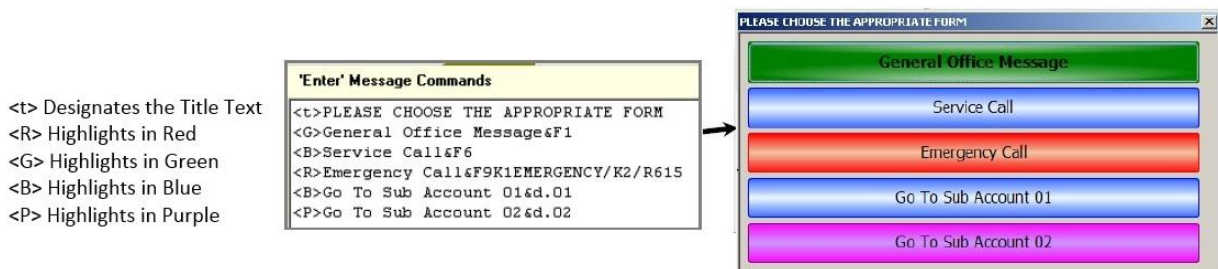 <t> Designates the Title Text
<R> Highlights in Red
<G> Highlights in Green
<B> Highlights in Blue
<P> Highlights in Purple
'Enter' Message Commands
<t>PLEASE CHOOSE THE APPROPRIATE FORM
<G>General Office Message&F1
<B>Service Call&F6
<R>Emergency Call&F9K1EMERGENCY/K2/R615
<B>Go To Sub Account 01&d.01
<P>Go To Sub Account 02&d.02
PLEASE CHOOSE THE APPROPRIATE FORM
General Office Message
Service Call
Emergency Call
Go To Sub Account 01
Go To Sub Account 02